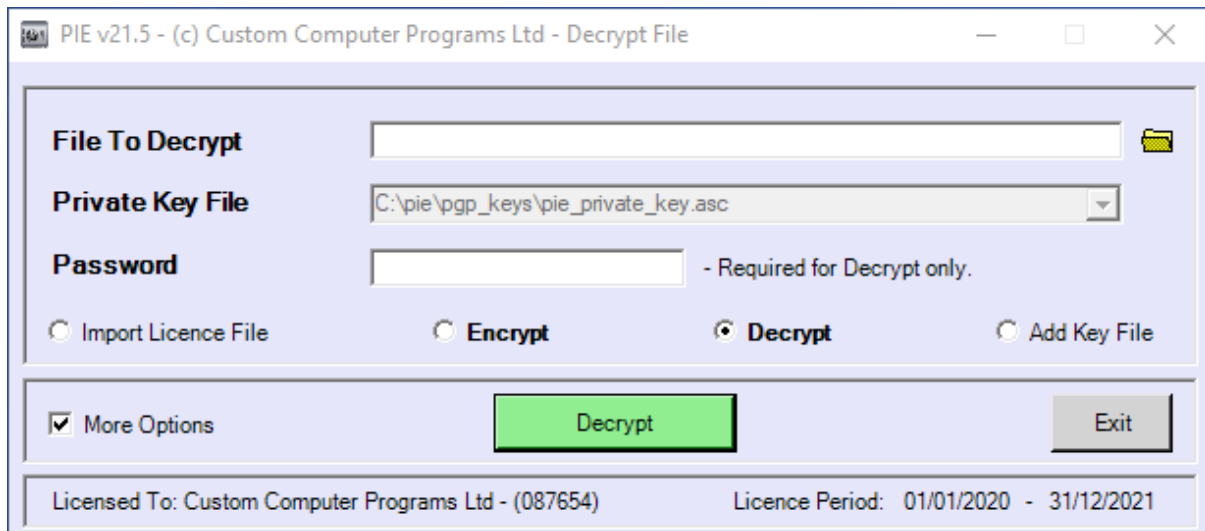 PIE v21.5 - (c) Custom Computer Programs Ltd - Decrypt File
File To Decrypt
Private Key File C:\pie\pgp_keys\pie_private_key.asc
Password - Required for Decrypt only.
Import Licence File Encrypt Decrypt Add Key File
More Options Decrypt Exit
Licensed To: Custom Computer Programs Ltd - (087654) Licence Period: 01/01/2020 - 31/12/2021